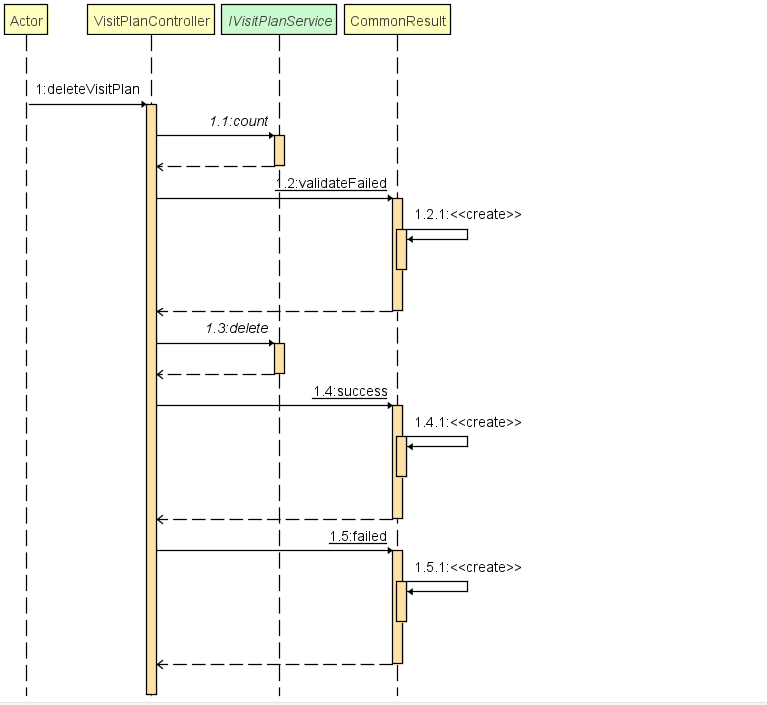 Actor VisitPlanController IVisitPlanService CommonResult
1:deleteVisitPlan
1.1:count
1.2:validateFailed
1.2.1:<<create>>
1.3:delete
1.4:success
1.4.1:<<create>>
1.5:failed
1.5.1:<<create>>